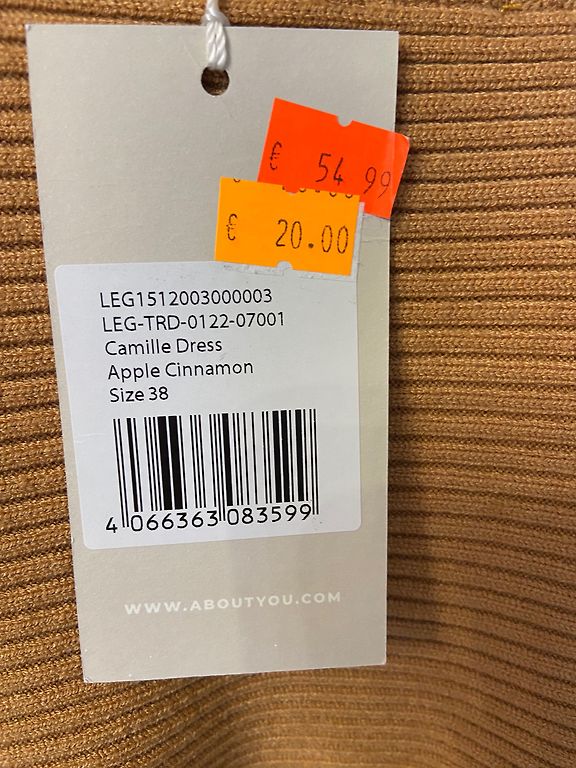 € 54.99
€ 20.00
LEG1512003000003
LEG-TRD-0122-07001
Camille Dress
Apple Cinnamon
Size 38
4 066363 083599
WWW.ABOUTYOU.COM